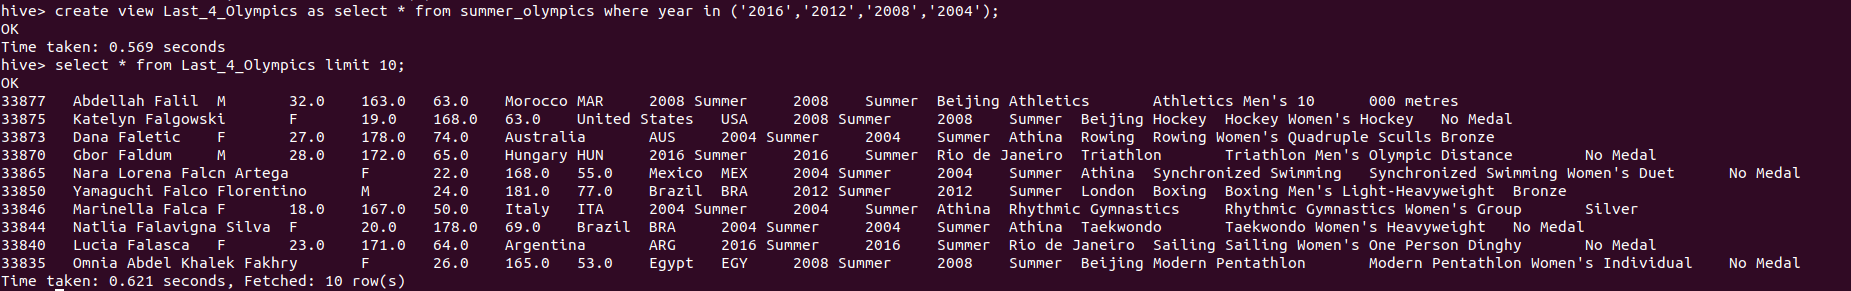 hive> create view Last_4_Olympics as select * from summer_olympics where year in ('2016','2012','2008','2004');
OK
Time taken: 0.569 seconds
hive> select * from Last_4_Olympics limit 10;
OK
33877 Abdellah Falil M 32.0 163.0 63.0 Morocco MAR 2008 Summer 2008 Summer Beijing Athletics Athletics Men's 10 000 metres
33875 Katelyn Falgowski F 19.0 168.0 63.0 United States USA 2008 Summer 2008 Summer Beijing Hockey Hockey Women's Hockey No Medal
33873 Dana Faletic F 27.0 178.0 74.0 Australia AUS 2004 Summer 2004 Summer Athina Rowing Rowing Women's Quadruple Sculls Bronze
33870 Gbor Faldum M 28.0 172.0 65.0 Hungary HUN 2016 Summer 2016 Summer Rio de Janeiro Triathlon Triathlon Men's Olympic Distance No Medal
33865 Nara Lorena Falcn Artega F 22.0 168.0 55.0 Mexico MEX 2004 Summer 2004 Summer Athina Synchronized Swimming Synchronized Swimming Women's Duet No Medal
33850 Yamaguchi Falco Florentino M 24.0 181.0 77.0 Brazil BRA 2012 Summer 2012 Summer London Boxing Boxing Men's Light-Heavyweight Bronze
33846 Marinella Falca F 18.0 167.0 50.0 Italy ITA 2004 Summer 2004 Summer Athina Rhythmic Gymnastics Rhythmic Gymnastics Women's Group Silver
33844 Natlia Falavigna Silva F 20.0 178.0 69.0 Brazil BRA 2004 Summer 2004 Summer Athina Taekwondo Taekwondo Women's Heavyweight No Medal
33840 Lucia Falasca F 23.0 171.0 64.0 Argentina ARG 2016 Summer 2016 Summer Rio de Janeiro Sailing Sailing Women's One Person Dinghy No Medal
33835 Omnia Abdel Khalek Fakhry F 26.0 165.0 53.0 Egypt EGY 2008 Summer 2008 Summer Beijing Modern Pentathlon Modern Pentathlon Women's Individual No Medal
Time taken: 0.621 seconds, Fetched: 10 row(s)